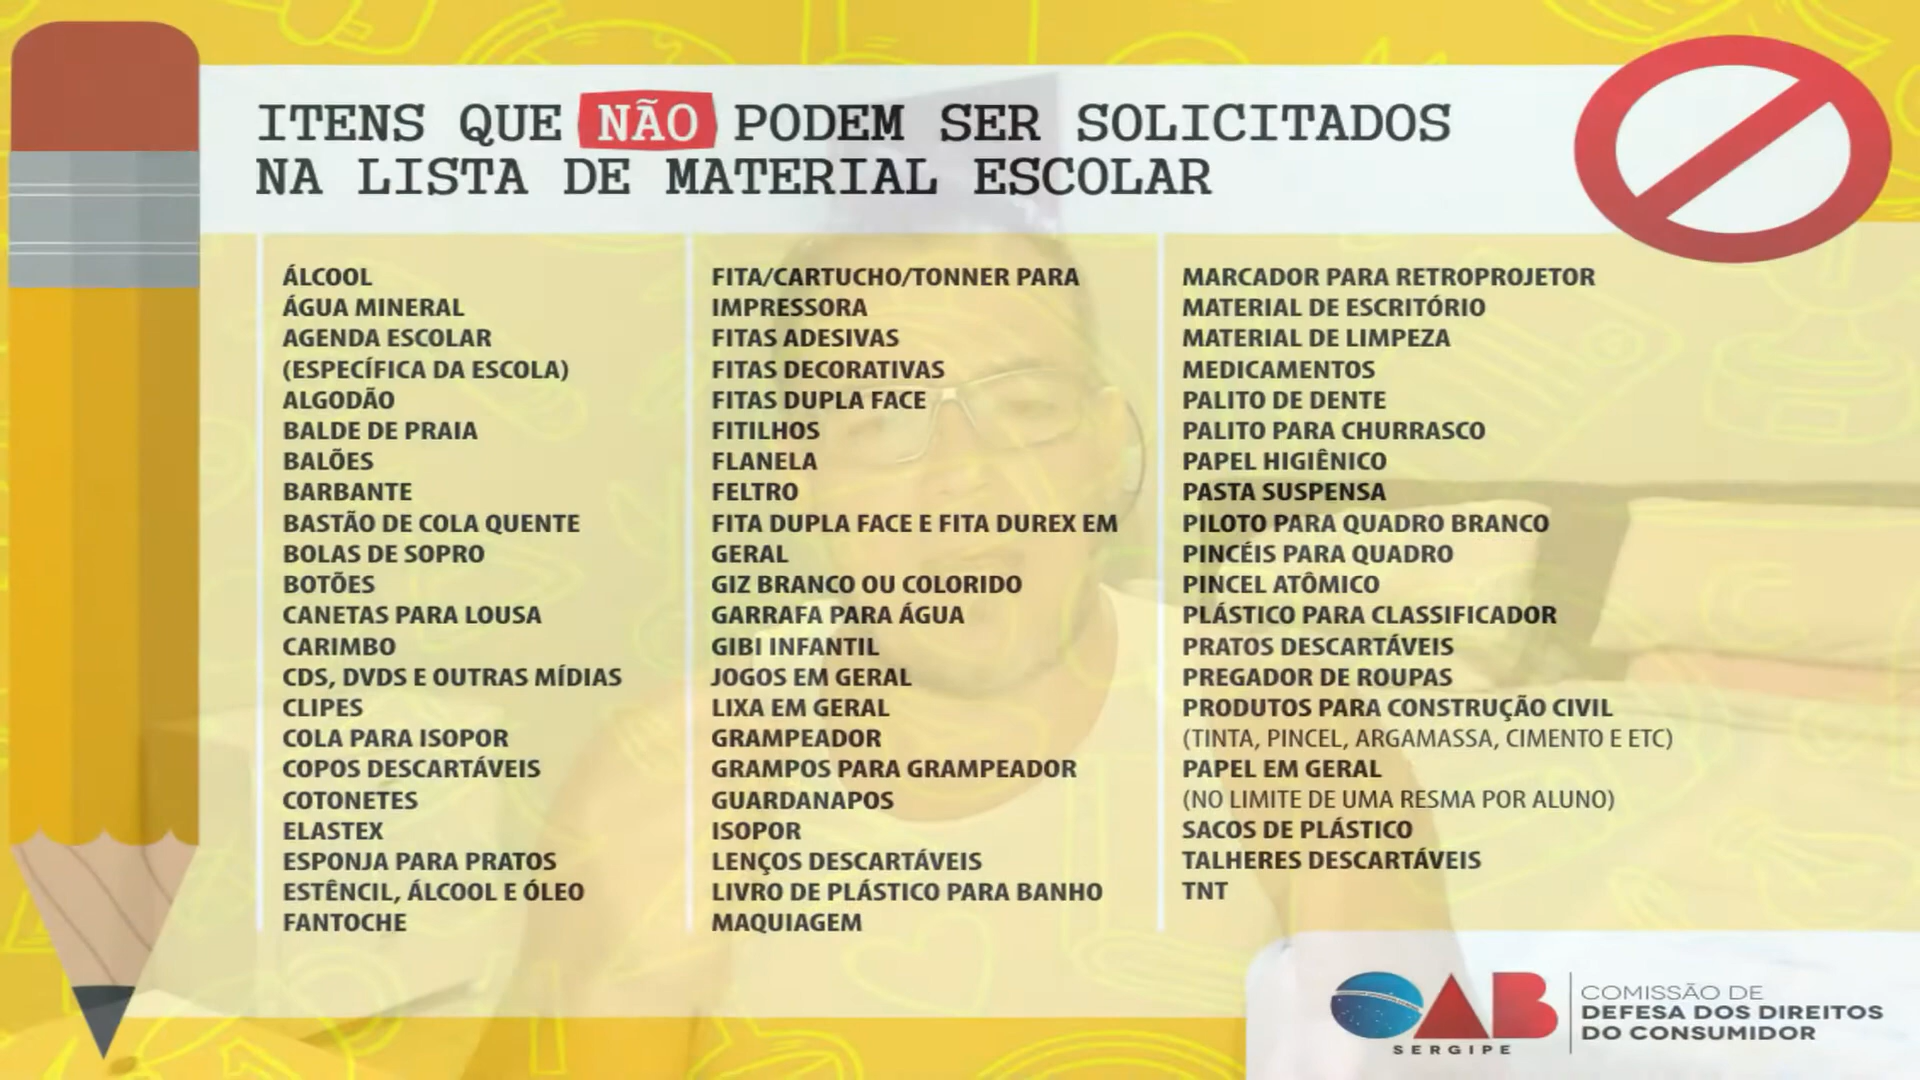 ITENS QUE NÃO PODEM SER SOLICITADOS
NA LISTA DE MATERIAL ESCOLAR
ÁLCOOL
ÁGUA MINERAL
AGENDA ESCOLAR
(ESPECÍFICA DA ESCOLA)
ALGODÃO
BALDE DE PRAIA
BALÕES
BARBANTE
BASTÃO DE COLA QUENTE
BOLAS DE SOPRO
BOTÕES
CANETAS PARA LOUSA
CARIMBO
CDS, DVDS E OUTRAS MÍDIAS
CLIPES
COLA PARA ISOPOR
COPOS DESCARTÁVEIS
COTONETES
ELASTEX
ESPONJA PARA PRATOS
ESTÊNCIL, ÁLCOOL E ÓLEO
FANTOCHE
FITA/CARTUCHO/TONNER PARA
IMPRESSORA
FITAS ADESIVAS
FITAS DECORATIVAS
FITAS DUPLA FACE
FITILHOS
FLANELA
FELTRO
FITA DUPLA FACE E FITA DUREX EM
GERAL
GIZ BRANCO OU COLORIDO
GARRAFA PARA ÁGUA
GIBI INFANTIL
JOGOS EM GERAL
LIXA EM GERAL
GRAMPEADOR
GRAMPOS PARA GRAMPEADOR
GUARDANAPOS
ISOPOR
LENÇOS DESCARTÁVEIS
LIVRO DE PLÁSTICO PARA BANHO
MAQUIAGEM
MARCADOR PARA RETROPROJETOR
MATERIAL DE ESCRITÓRIO
MATERIAL DE LIMPEZA
MEDICAMENTOS
PALITO DE DENTE
PALITO PARA CHURRASCO
PAPEL HIGIÊNICO
PASTA SUSPENSA
PILOTO PARA QUADRO BRANCO
PINCÉIS PARA QUADRO
PINCEL ATÔMICO
PLÁSTICO PARA CLASSIFICADOR
PRATOS DESCARTÁVEIS
PREGADOR DE ROUPAS
PRODUTOS PARA CONSTRUÇÃO CIVIL
(TINTA, PINCEL, ARGAMASSA, CIMENTO E ETC)
PAPEL EM GERAL
(NO LIMITE DE UMA RESMA POR ALUNO)
SACOS DE PLÁSTICO
TALHERES DESCARTÁVEIS
TNT
OAB
SERGIPE
COMISSÃO DE
DEFESA DOS DIREITOS
DO CONSUMIDOR